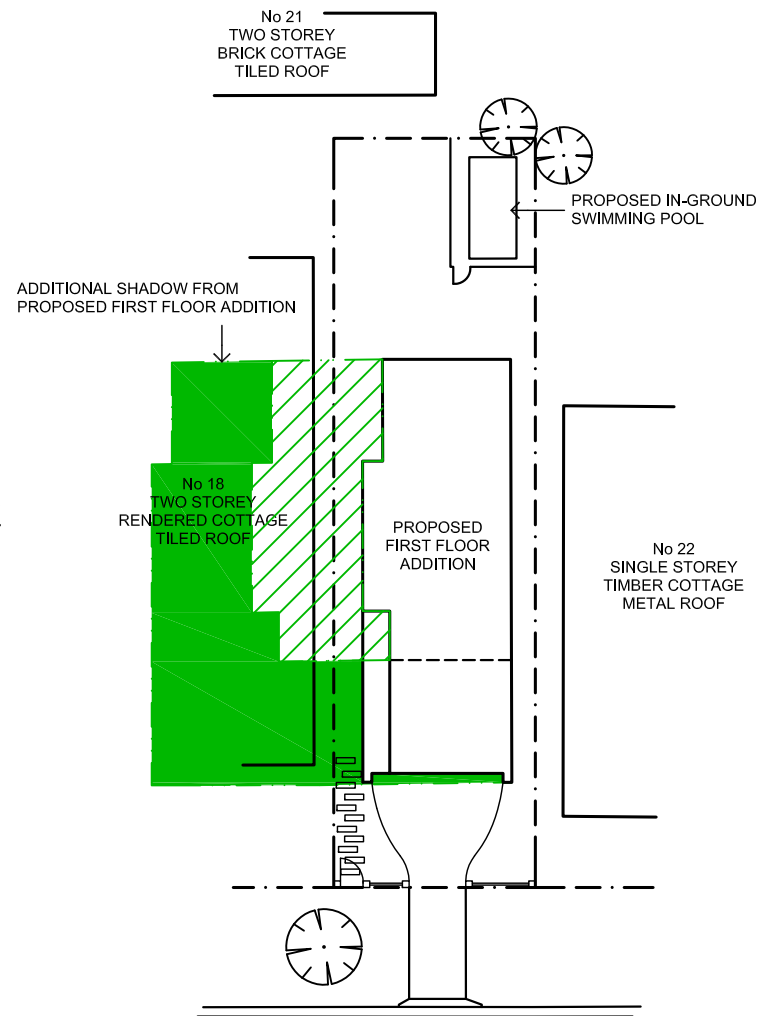 No 21
TWO STOREY
BRICK COTTAGE
TILED ROOF
PROPOSED IN-GROUND
SWIMMING POOL
ADDITIONAL SHADOW FROM
PROPOSED FIRST FLOOR ADDITION
No 18
TWO STOREY
RENDERED COTTAGE
TILED ROOF
PROPOSED
FIRST FLOOR
ADDITION
No 22
SINGLE STOREY
TIMBER COTTAGE
METAL ROOF